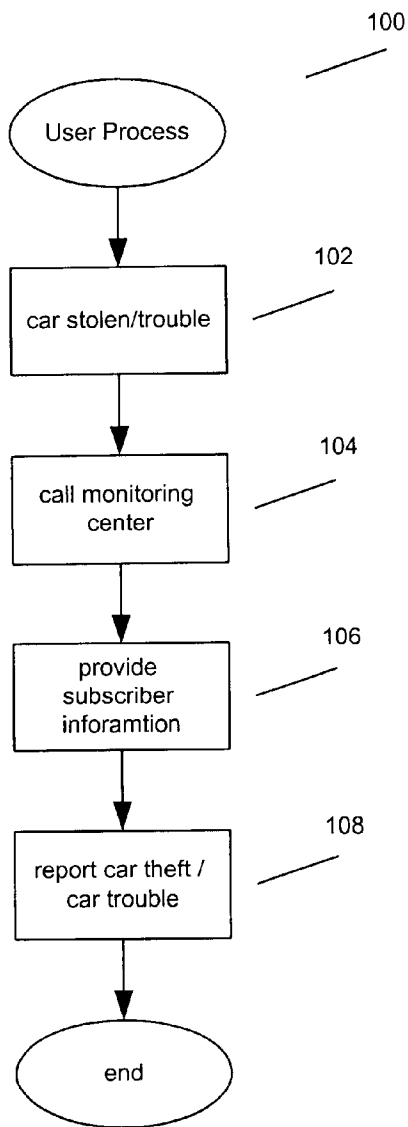 100
User Process
102
car stolen/trouble
104
call monitoring
center
106
provide
subscriber
inforamtion
108
report car theft /
car trouble
end